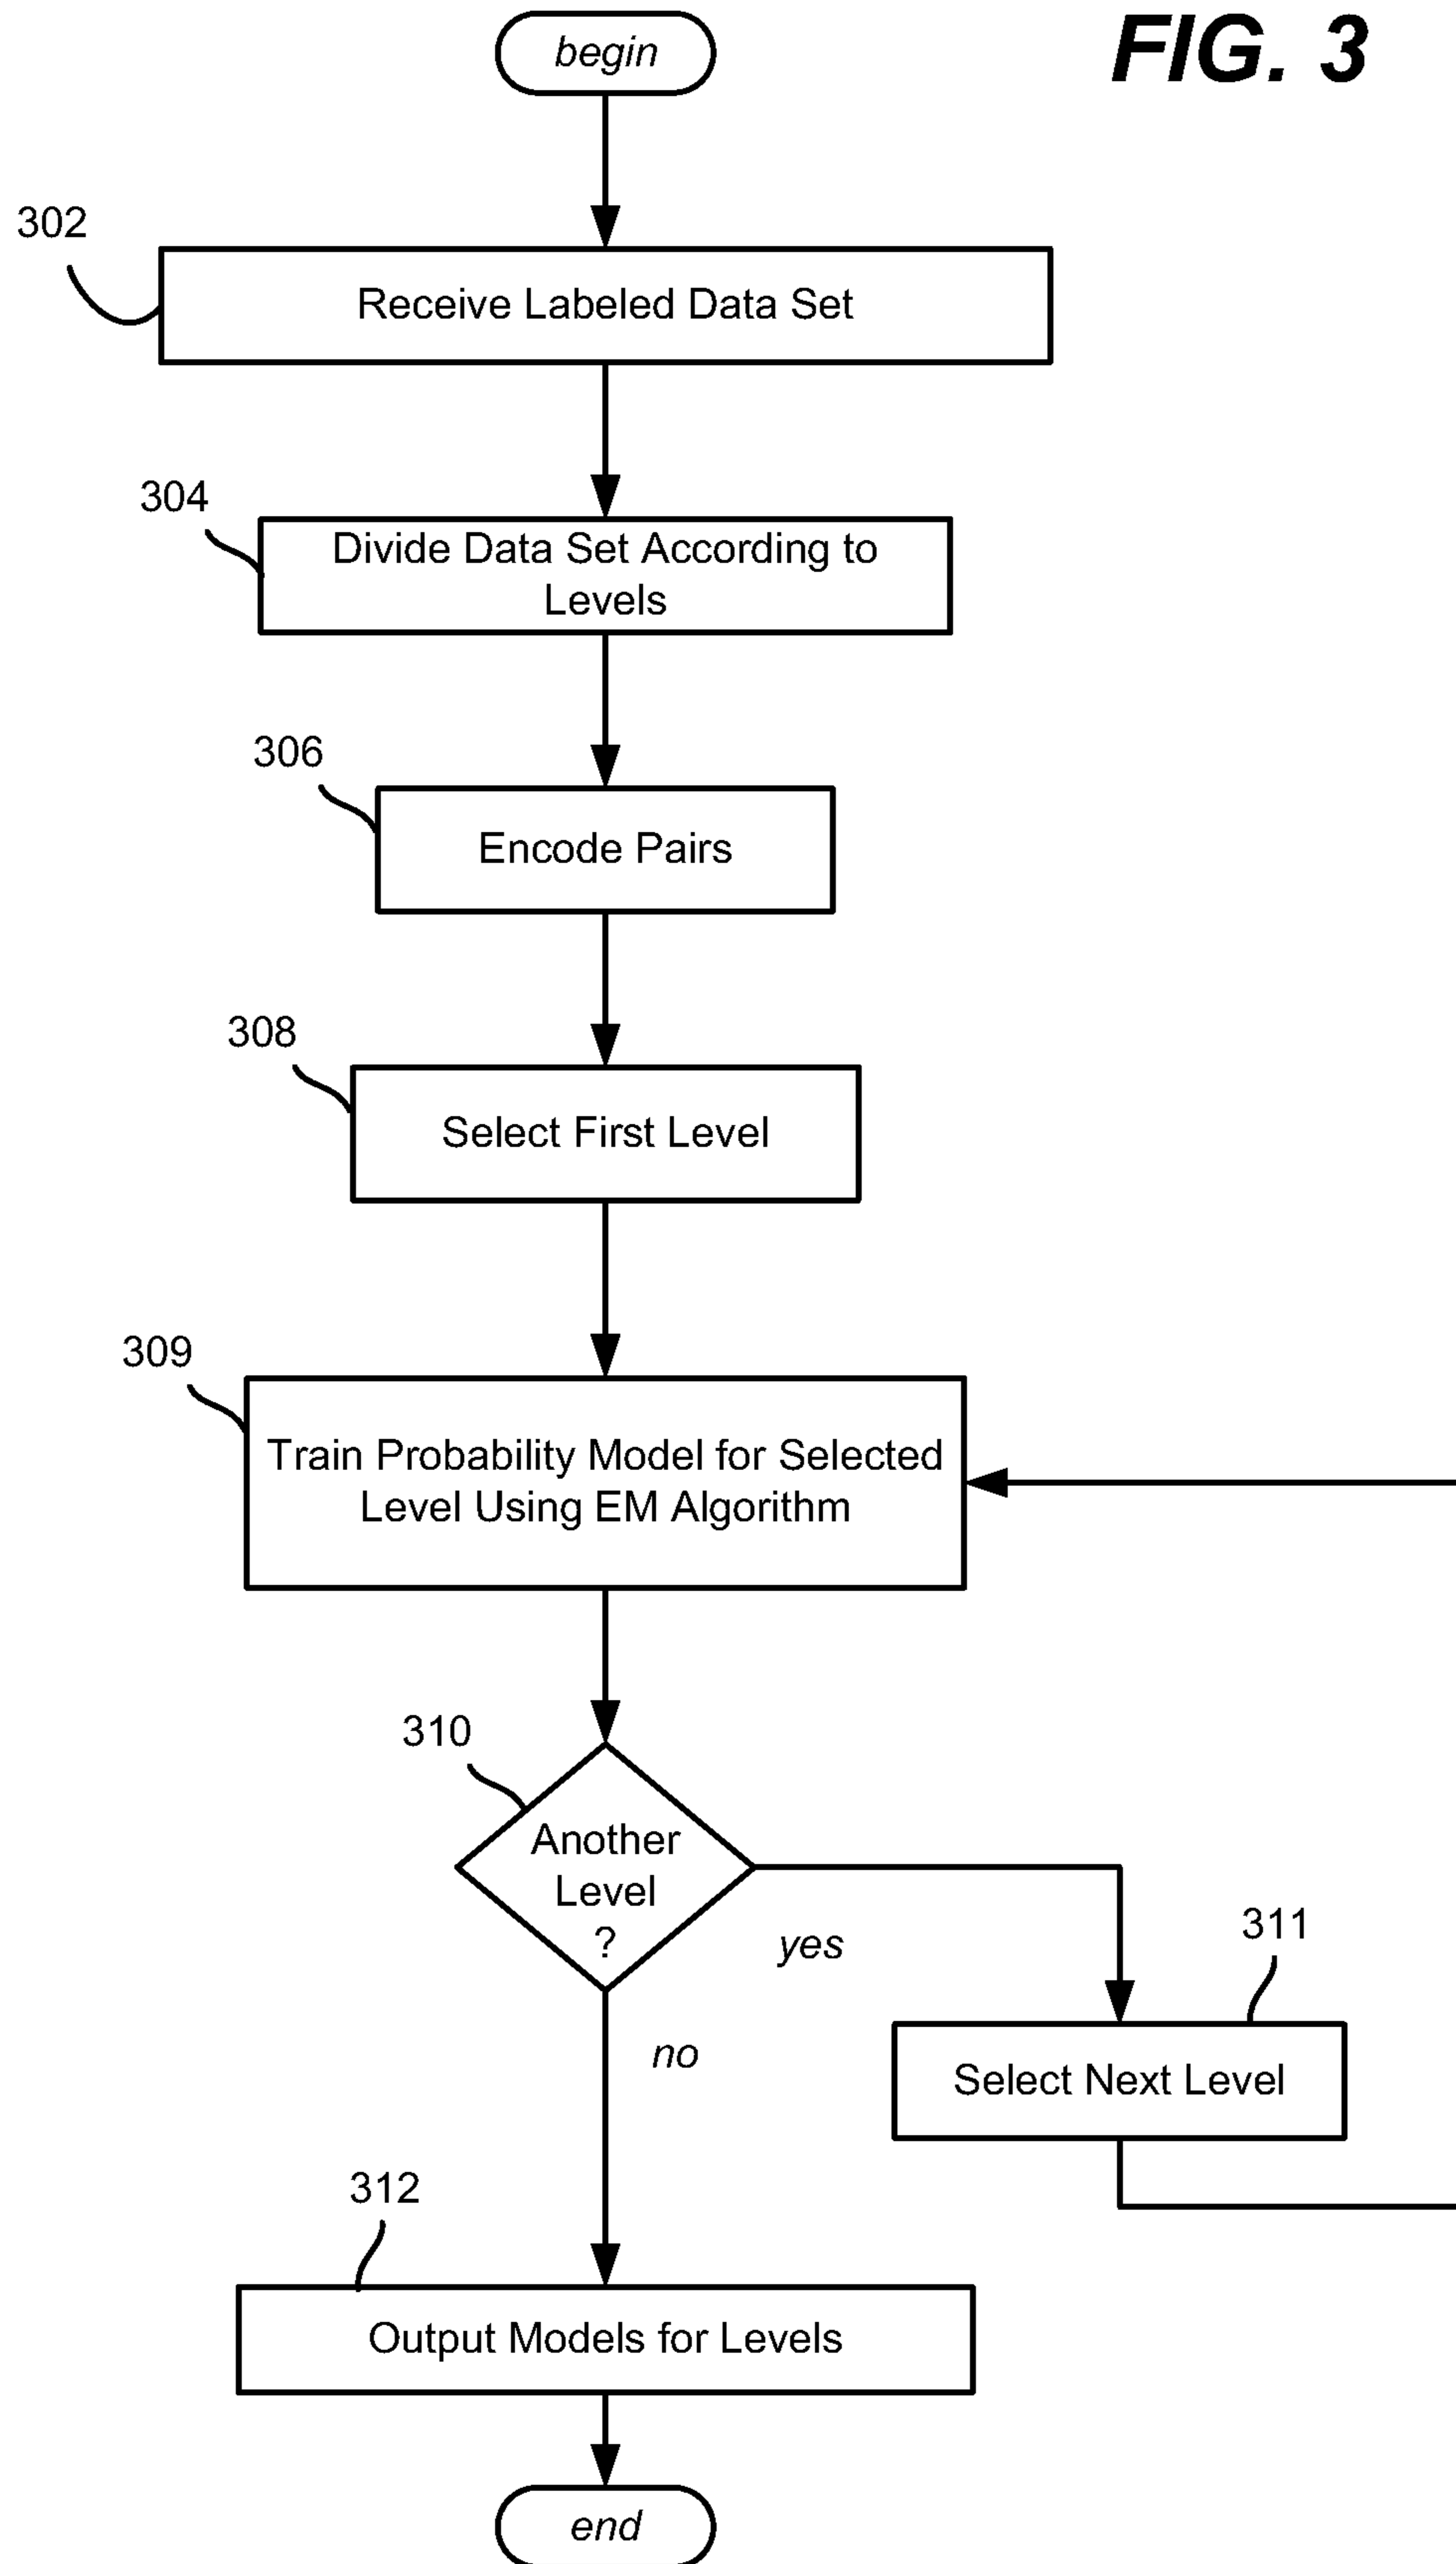 begin
FIG. 3
302
Receive Labeled Data Set
304
Divide Data Set According to
Levels
306
Encode Pairs
308
Select First Level
309
Train Probability Model for Selected
Level Using EM Algorithm
310
Another
Level
?
yes
311
no
Select Next Level
312
Output Models for Levels
end